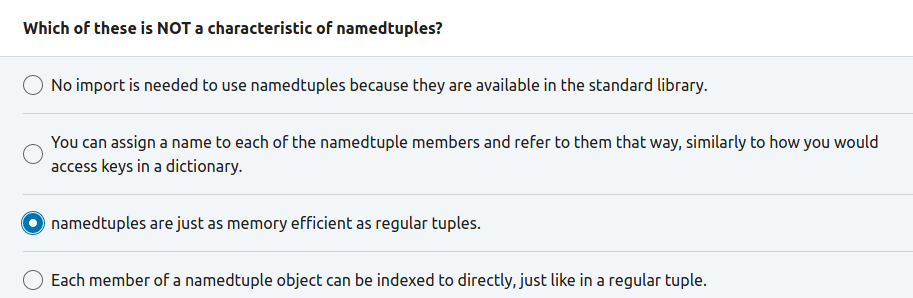 Which of these is NOT a characteristic of namedtuples?
No import is needed to use namedtuples because they are available in the standard library.
You can assign a name to each of the namedtuple members and refer to them that way, similarly to how you would
access keys in a dictionary.
namedtuples are just as memory efficient as regular tuples.
Each member of a namedtuple object can be indexed to directly, just like in a regular tuple.